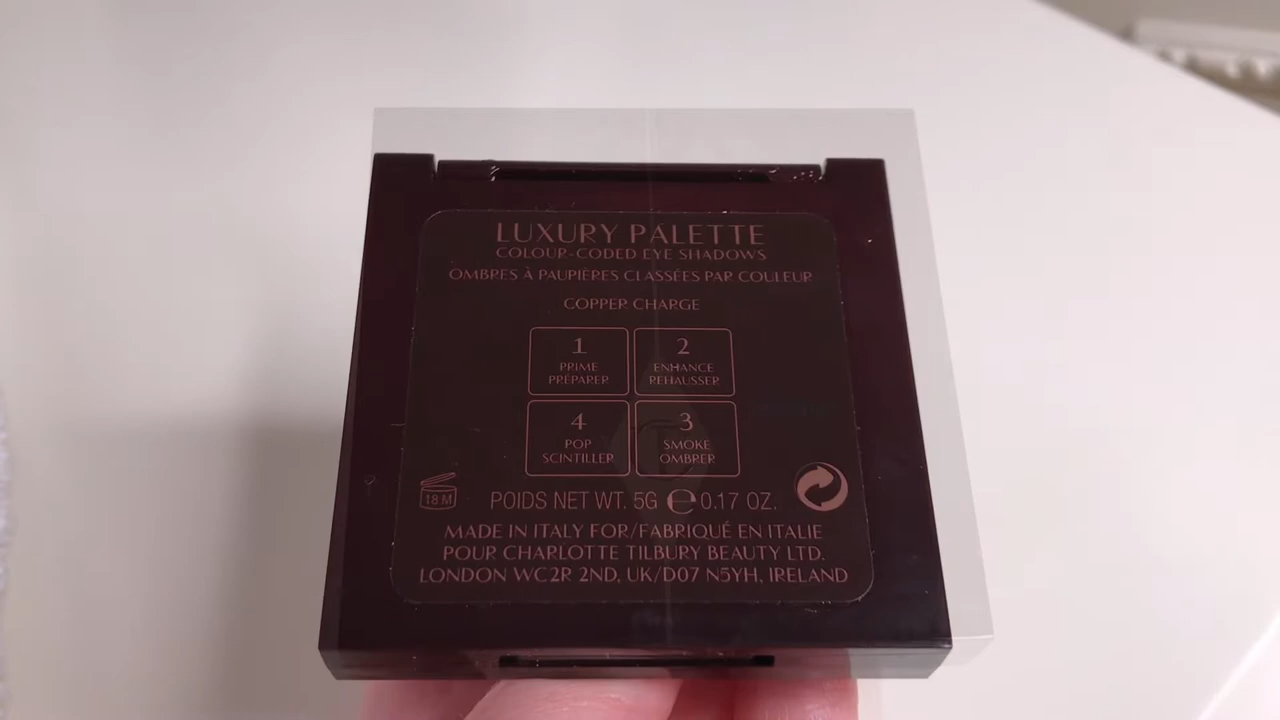 LUXURY PALETTE
COLOUR-CODED EYE SHADOWS
OMBRES À PAUPIÈRES CLASSÉES PAR COULEUR
COPPER CHARGE
1
PRIME
PRÉPARER
2
ENHANCE
REHAUSSER
4
POP
SCINTILLER
3
SMOKE
OMBRER
18 M
POIDS NET WT. 5G ℮ 0.17 OZ.
MADE IN ITALY FOR/FABRIQUÉ EN ITALIE
POUR CHARLOTTE TILBURY BEAUTY LTD.
LONDON WC2R 2ND, UK/D07 N5YH, IRELAND